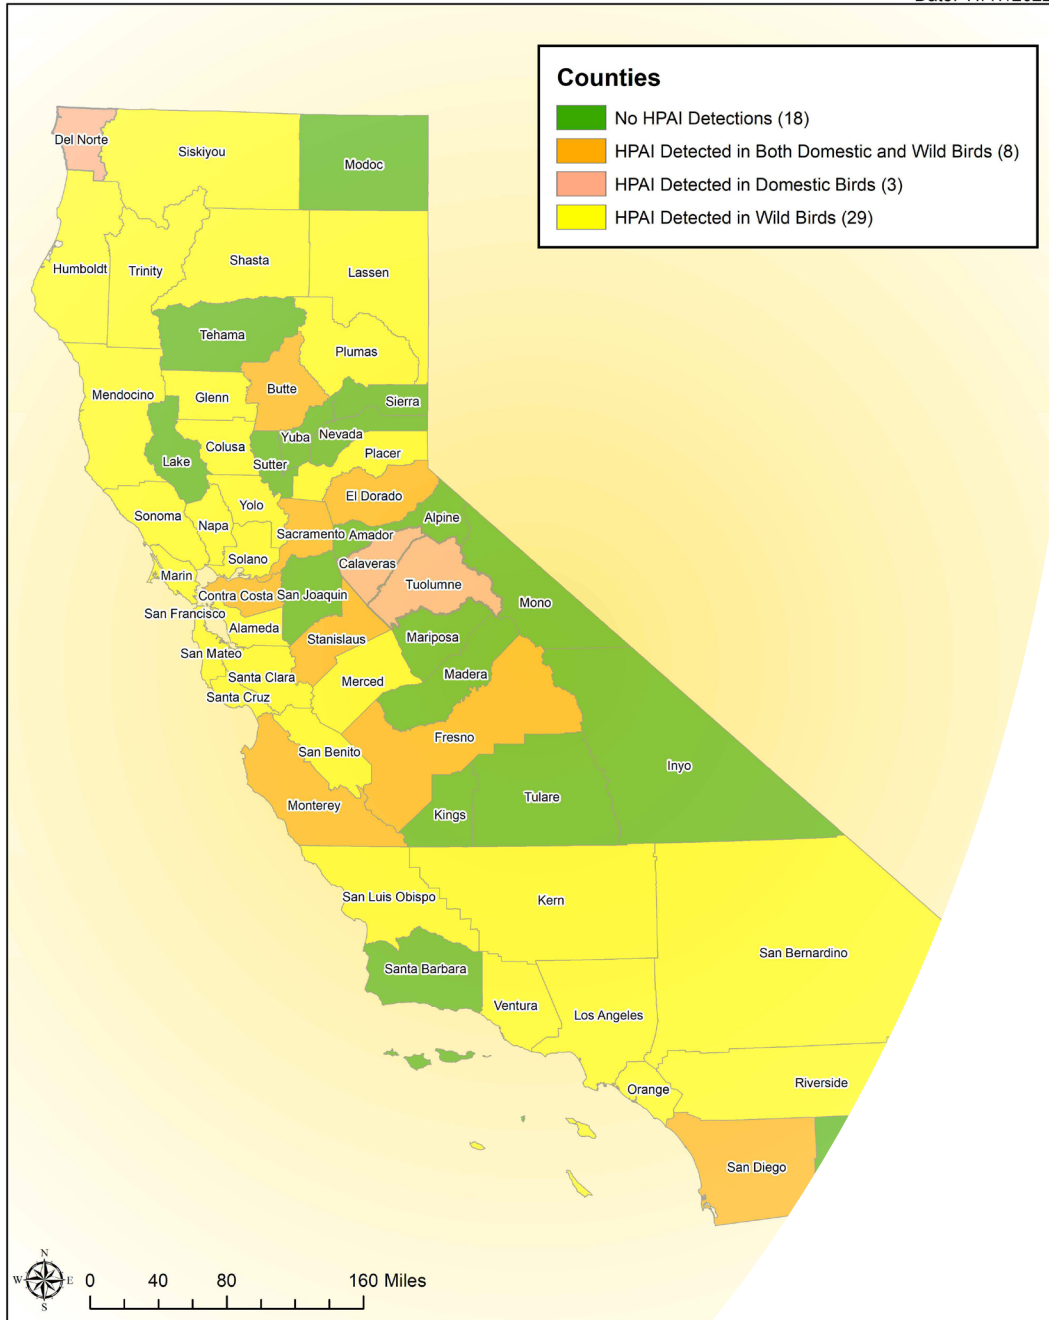 Counties
No HPAI Detections (18)
HPAI Detected in Both Domestic and Wild Birds (8)
HPAI Detected in Domestic Birds (3)
HPAI Detected in Wild Birds (29)
Del Norte
Siskiyou
Modoc
Humboldt
Trinity
Shasta
Lassen
Tehama
Plumas
Mendocino
Glenn
Butte
Sierra
Colusa
Yuba
Nevada
Lake
Sutter
Placer
Sonoma
Napa
Yolo
El Dorado
Alpine
Sacramento
Amador
Solano
Calaveras
Marin
Tuolumne
Contra Costa
San Joaquin
Mono
San Francisco
Alameda
Stanislaus
Mariposa
San Mateo
Santa Clara
Merced
Madera
Santa Cruz
Fresno
San Benito
Inyo
Monterey
Kings
Tulare
San Luis Obispo
Kern
San Bernardino
Santa Barbara
Ventura
Los Angeles
Orange
Riverside
San Diego
N
W
E
S
0 40 80 160 Miles